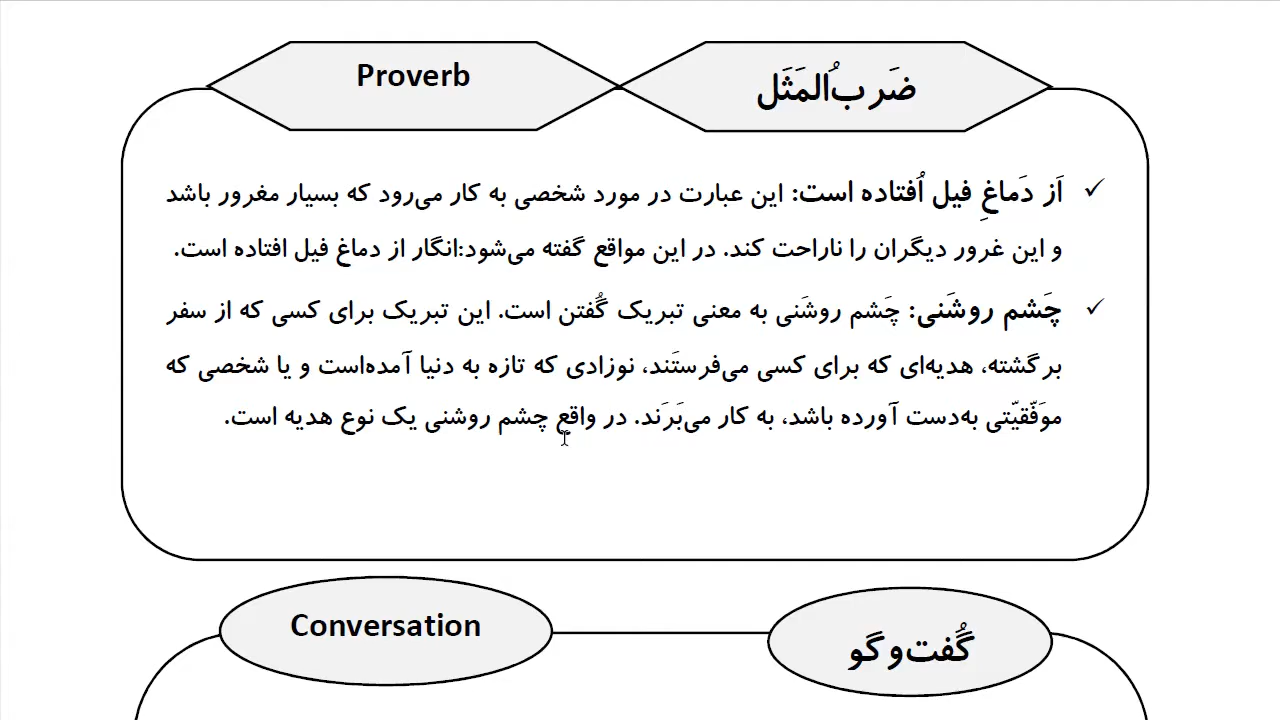 Proverb
ضَرب‌ُالمَثَل
اَز دَماغِ فیل اُفتاده است: این عبارت در مورد شخصی به کار می‌رود که بسیار مغرور باشد
و این غرور دیگران را ناراحت کند. در این مواقع گفته می‌شود:انگار از دماغ فیل افتاده است.
چَشم روشَنی: چَشم روشَنی به معنی تبریک گُفتن است. این تبریک برای کسی که از سفر
برگشته، هدیه‌ای که برای کسی می‌فرستَند، نوزادی که تازه به دنیا آمده‌است و یا شخصی که
موَفّقیّتی به‌دست آورده باشد، به کار می‌بَرَند. در واقع چشم روشنی یک نوع هدیه است.
Conversation
گُفت‌و‌گو